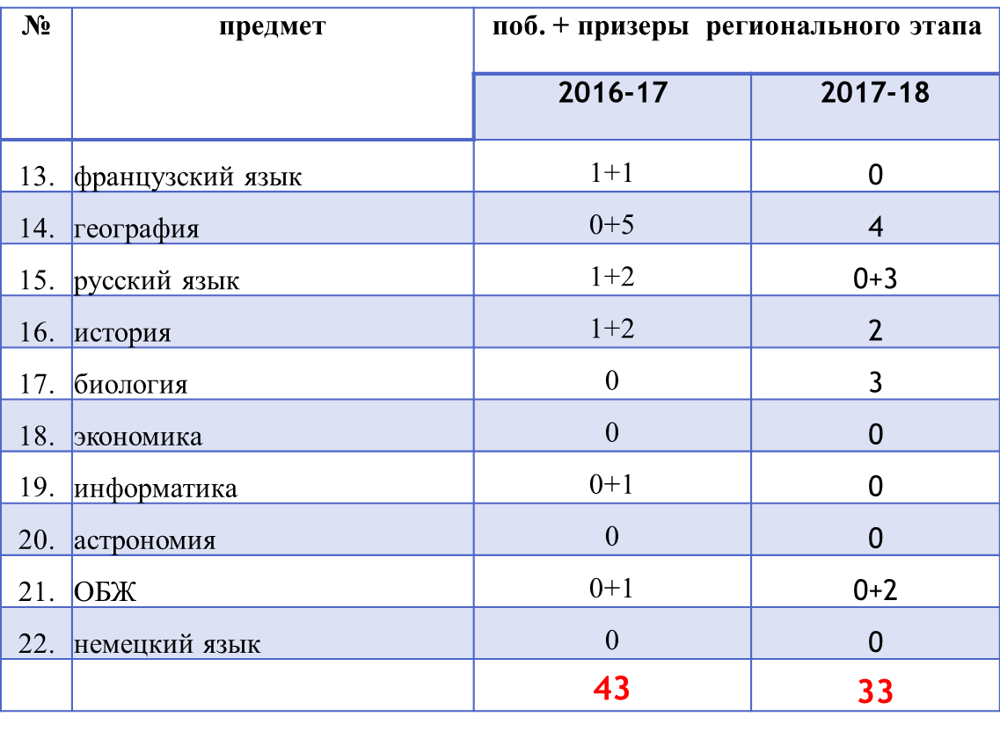 № предмет поб. + призеры регионального этапа
2016-17 2017-18
13. французский язык 1+1 0
14. география 0+5 4
15. русский язык 1+2 0+3
16. история 1+2 2
17. биология 0 3
18. экономика 0 0
19. информатика 0+1 0
20. астрономия 0 0
21. ОБЖ 0+1 0+2
22. немецкий язык 0 0
43 33